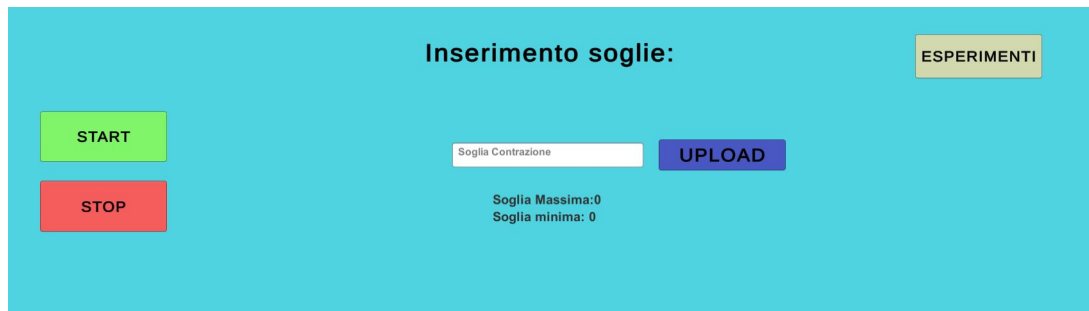 Inserimento soglie:
ESPERIMENTI
START
Soglia Contrazione
UPLOAD
STOP
Soglia Massima:0
Soglia minima: 0